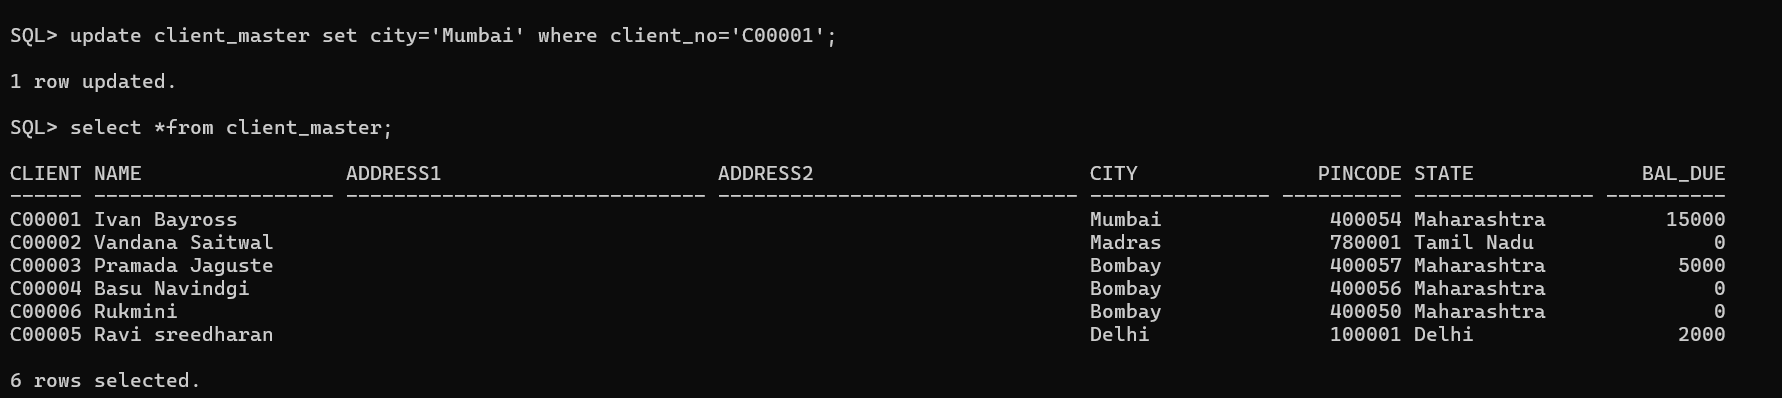 SQL> update client_master set city='Mumbai' where client_no='C00001';
1 row updated.
SQL> select *from client_master;
CLIENT NAME                 ADDRESS1                       ADDRESS2                       CITY               PINCODE STATE              BAL_DUE
------ -------------------- ------------------------------ ------------------------------ --------------- ---------- --------------- ----------
C00001 Ivan Bayross                                                                       Mumbai              400054 Maharashtra          15000
C00002 Vandana Saitwal                                                                    Madras              780001 Tamil Nadu               0
C00003 Pramada Jaguste                                                                    Bombay              400057 Maharashtra           5000
C00004 Basu Navindgi                                                                      Bombay              400056 Maharashtra              0
C00006 Rukmini                                                                            Bombay              400050 Maharashtra              0
C00005 Ravi sreedharan                                                                    Delhi               100001 Delhi                 2000
6 rows selected.